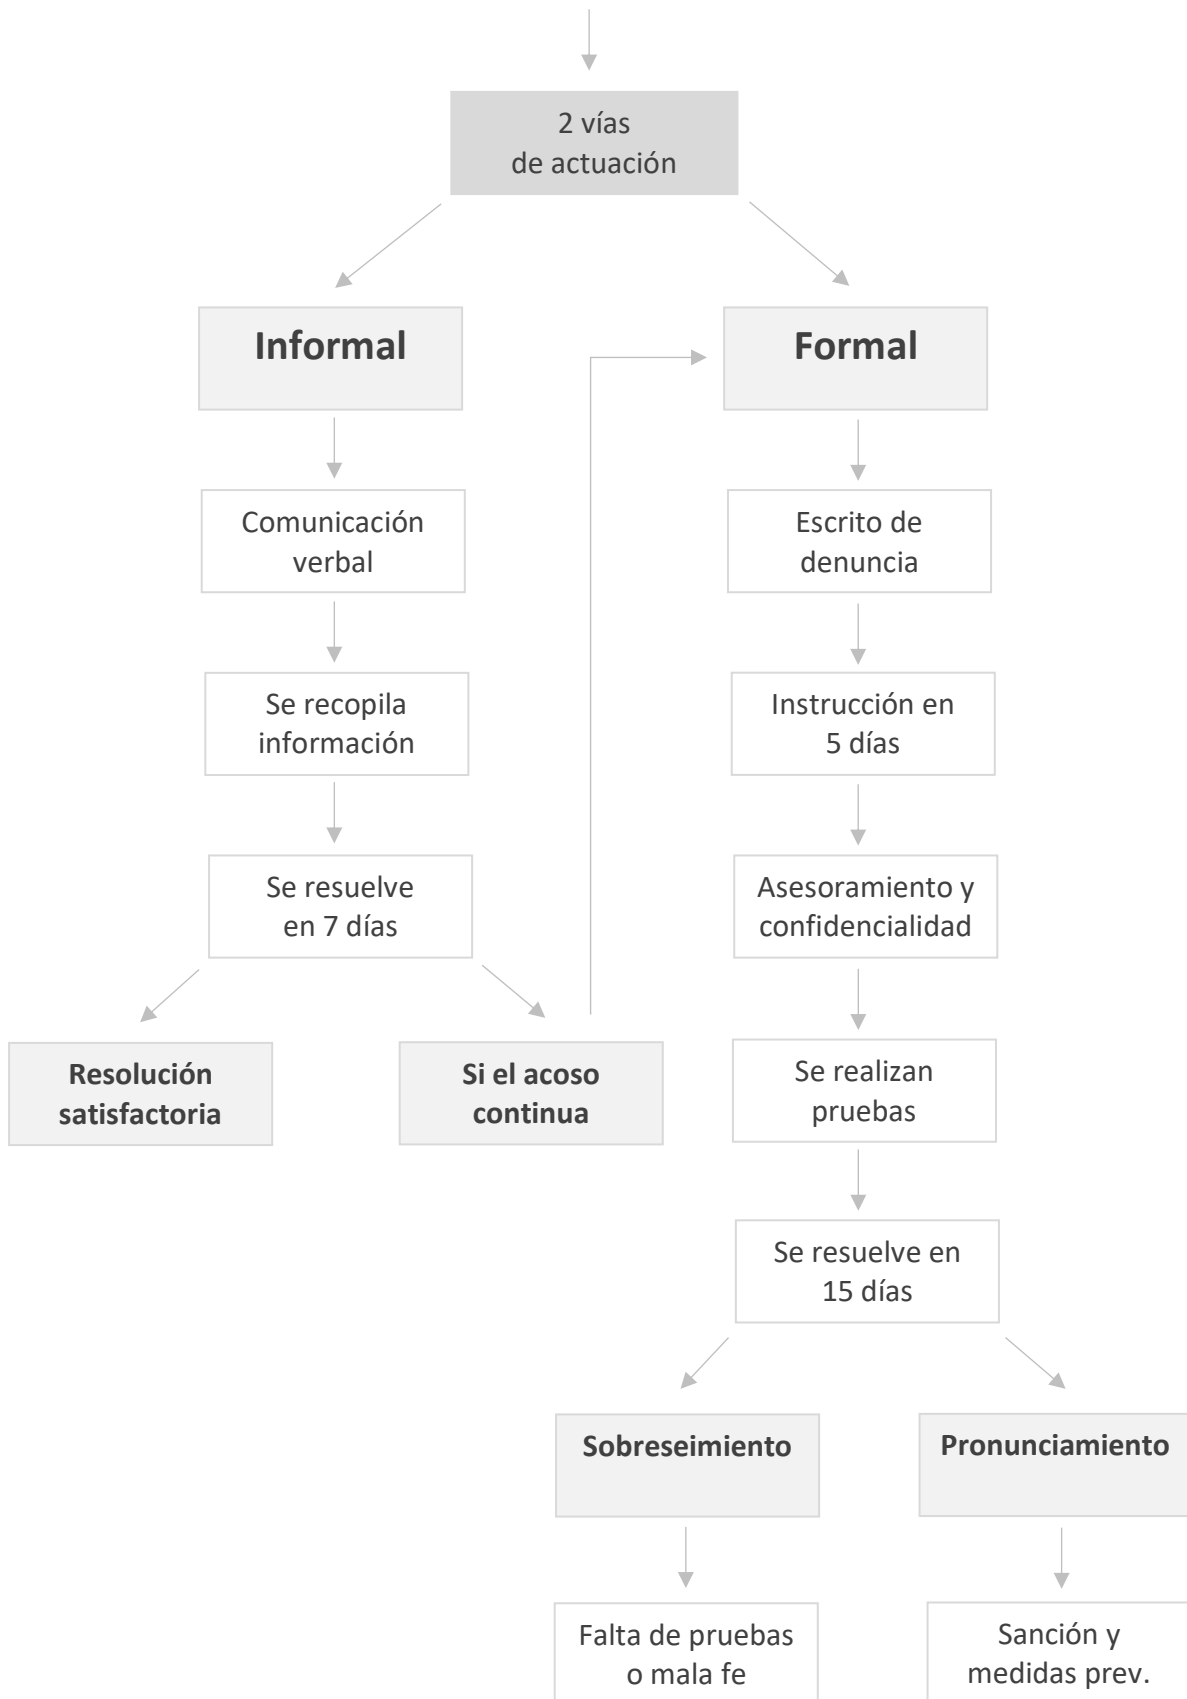 2 vías
de actuación
Informal
Formal
Comunicación
verbal
Escrito de
denuncia
Se recopila
información
Instrucción en
5 días
Se resuelve
en 7 días
Asesoramiento y
confidencialidad
Resolución
satisfactoria
Si el acoso
continua
Se realizan
pruebas
Se resuelve en
15 días
Sobreseimiento
Pronunciamiento
Falta de pruebas
o mala fe
Sanción y
medidas prev.